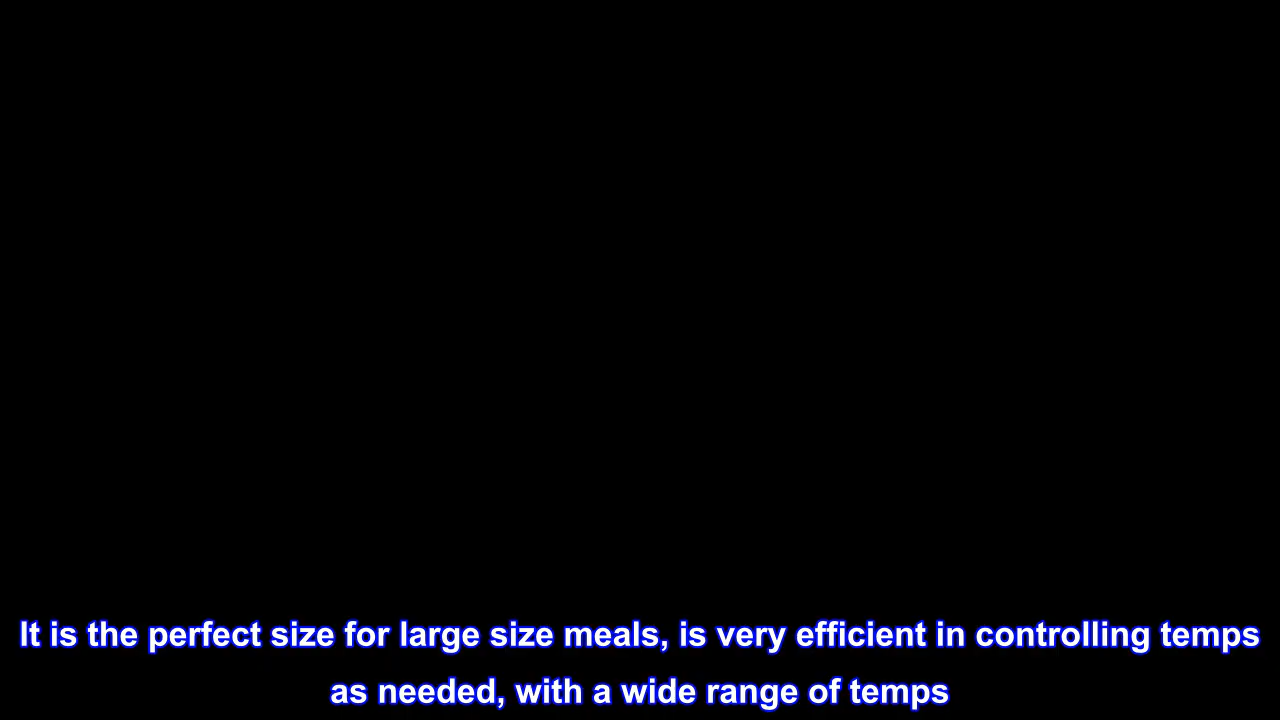 It is the perfect size for large size meals, is very efficient in controlling temps
as needed, with a wide range of temps